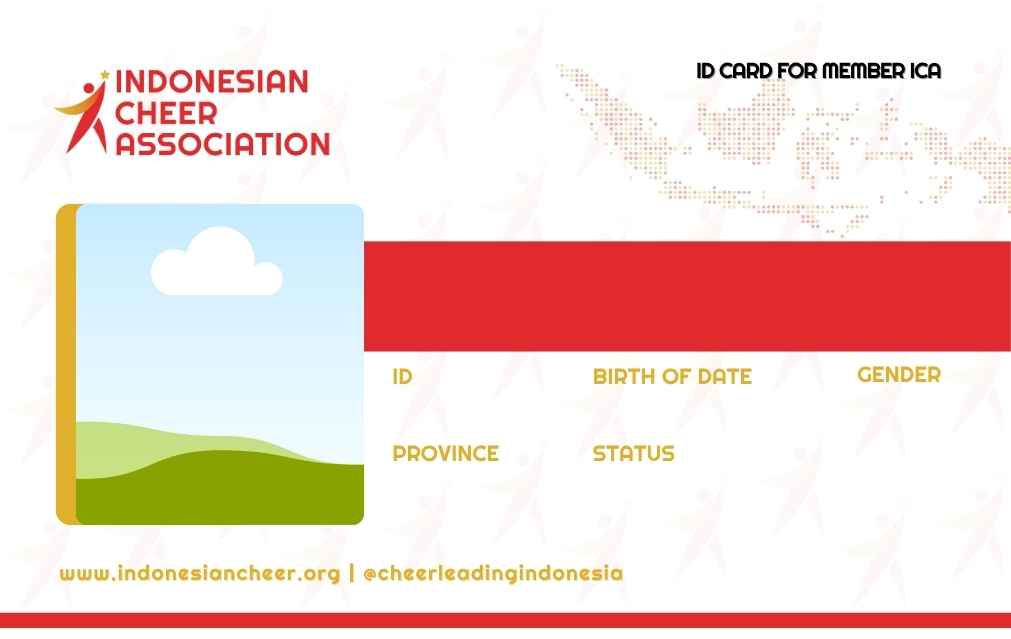 INDONESIAN
CHEER
ASSOCIATION
ID CARD FOR MEMBER ICA
ID
BIRTH OF DATE
GENDER
PROVINCE
STATUS
www.indonesiancheer.org | @cheerleadingindonesia